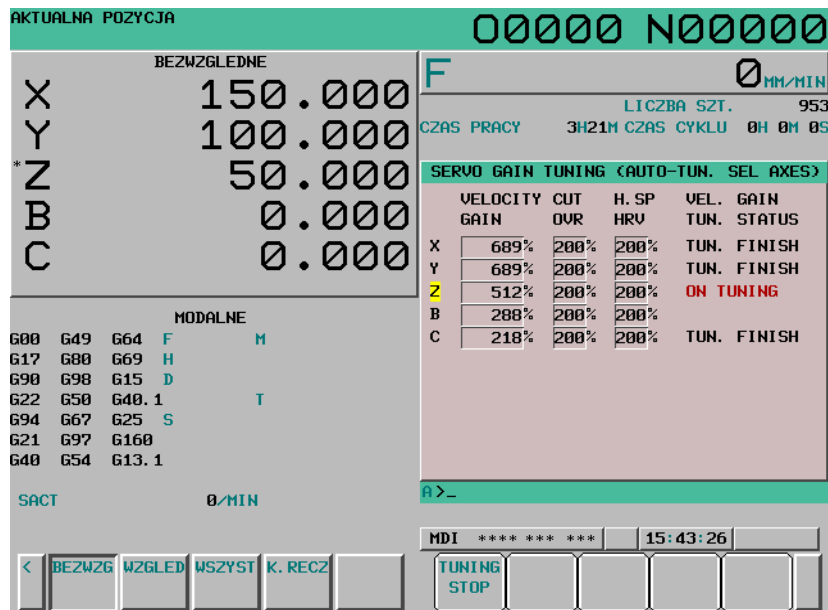 AKTUALNA POZYCJA
O0000 N00000
BEZWZGLEDNE
X 150.000
Y 100.000
*Z 50.000
B 0.000
C 0.000
F 0 MM/MIN
LICZBA SZT. 953
CZAS PRACY 3H21M CZAS CYKLU 0H 0M 0S
SERVO GAIN TUNING (AUTO-TUN. SEL AXES)
VELOCITY CUT H.SP VEL. GAIN
GAIN OVR HRV TUN. STATUS
X 689% 200% 200% TUN. FINISH
Y 689% 200% 200% TUN. FINISH
Z 512% 200% 200% ON TUNING
B 288% 200% 200%
C 218% 200% 200% TUN. FINISH
MODALNE
G00 G49 G64 F M
G17 G80 G69 H
G90 G98 G15 D
G22 G50 G40.1 T
G94 G67 G25 S
G21 G97 G160
G40 G54 G13.1
SACT 0/MIN
A>_
MDI **** *** *** 15:43:26
< BEZWZG WZGLED WSZYST K.RECZ
TUNING
STOP